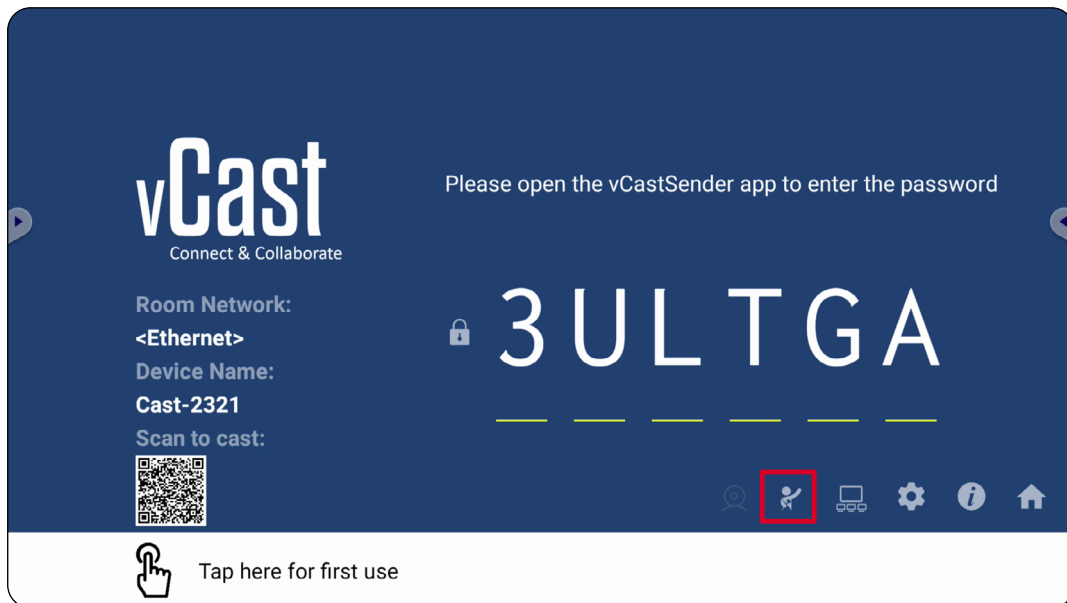 vCast
Connect & Collaborate
Please open the vCastSender app to enter the password
Room Network:
<Ethernet>
Device Name:
Cast-2321
Scan to cast:
3ULTGA
Tap here for first use